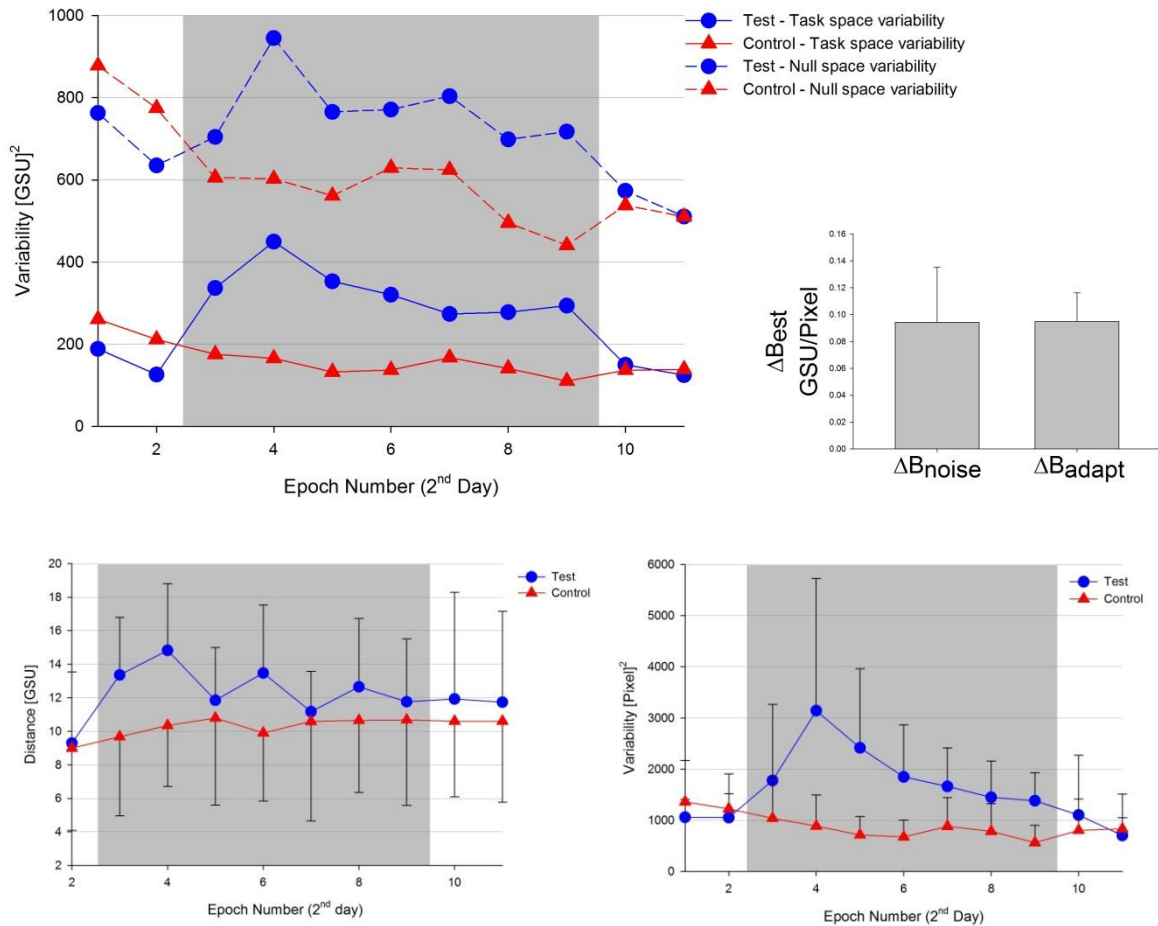 1000
800
600
400
200
0
Variability [GSU]²
2 4 6 8 10
Epoch Number (2nd Day)
Test - Task space variability
Control - Task space variability
Test - Null space variability
Control - Null space variability
0.16
0.14
0.12
0.10
0.08
0.06
0.04
0.02
0.00
ΔBest
GSU/Pixel
ΔBnoise ΔBadapt
20
18
16
14
12
10
8
6
4
2
Distance [GSU]
2 4 6 8 10
Epoch Number (2nd day)
Test
Control
6000
5000
4000
3000
2000
1000
0
Variability [Pixel]²
2 4 6 8 10
Epoch Number (2nd Day)
Test
Control